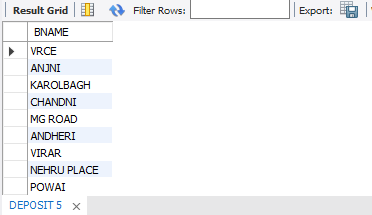 Result Grid Filter Rows: Export:
BNAME
VRCE
ANJNI
KAROLBAGH
CHANDNI
MG ROAD
ANDHERI
VIRAR
NEHRU PLACE
POWAI
DEPOSIT 5 ×